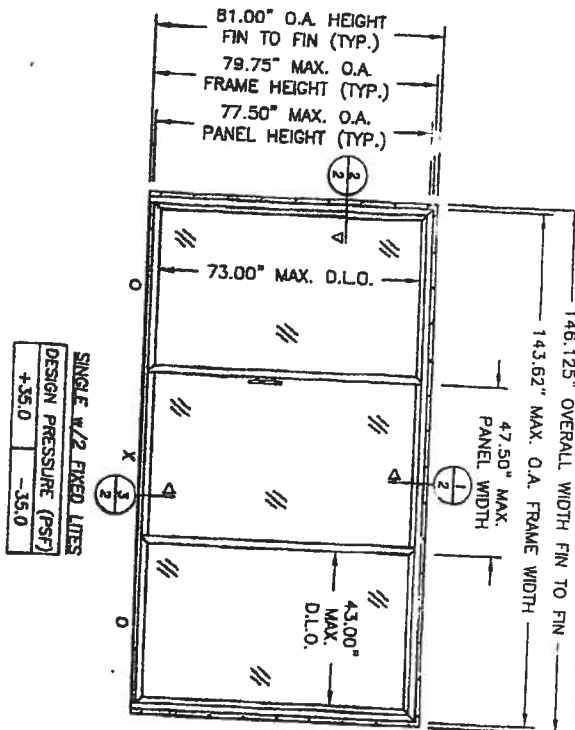 81.00" O.A. HEIGHT
FIN TO FIN (TYP.)
79.75" MAX. O.A.
FRAME HEIGHT (TYP.)
77.50" MAX. O.A.
PANEL HEIGHT (TYP.)
146.125" OVERALL WIDTH FIN TO FIN
143.62" MAX. O.A. FRAME WIDTH
47.50" MAX.
PANEL WIDTH
2
2
1
2
73.00" MAX. D.L.O.
43.00"
MAX.
D.L.O.
3
2
O
X
O
SINGLE W/2 FIXED LITES
DESIGN PRESSURE (PSF)
+35.0 -35.0